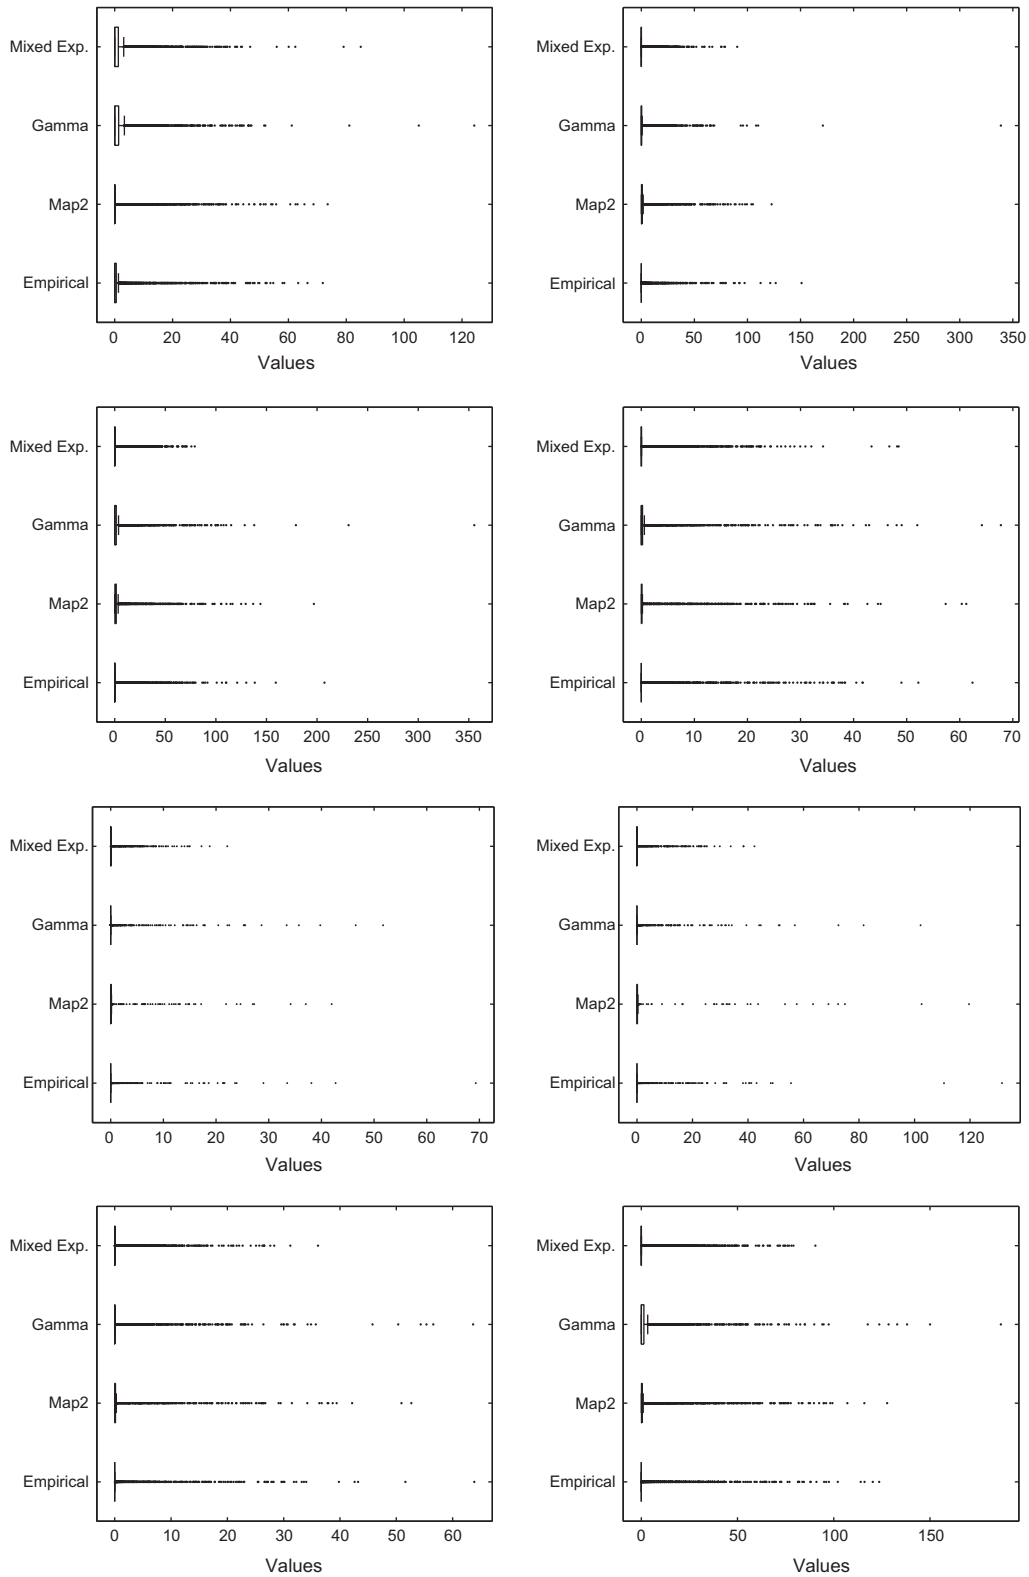 Mixed Exp.
Gamma
Map2
Empirical
0 20 40 60 80 100 120
Values
Mixed Exp.
Gamma
Map2
Empirical
0 50 100 150 200 250 300 350
Values
Mixed Exp.
Gamma
Map2
Empirical
0 50 100 150 200 250 300 350
Values
Mixed Exp.
Gamma
Map2
Empirical
0 10 20 30 40 50 60 70
Values
Mixed Exp.
Gamma
Map2
Empirical
0 10 20 30 40 50 60 70
Values
Mixed Exp.
Gamma
Map2
Empirical
0 20 40 60 80 100 120
Values
Mixed Exp.
Gamma
Map2
Empirical
0 10 20 30 40 50 60
Values
Mixed Exp.
Gamma
Map2
Empirical
0 50 100 150
Values